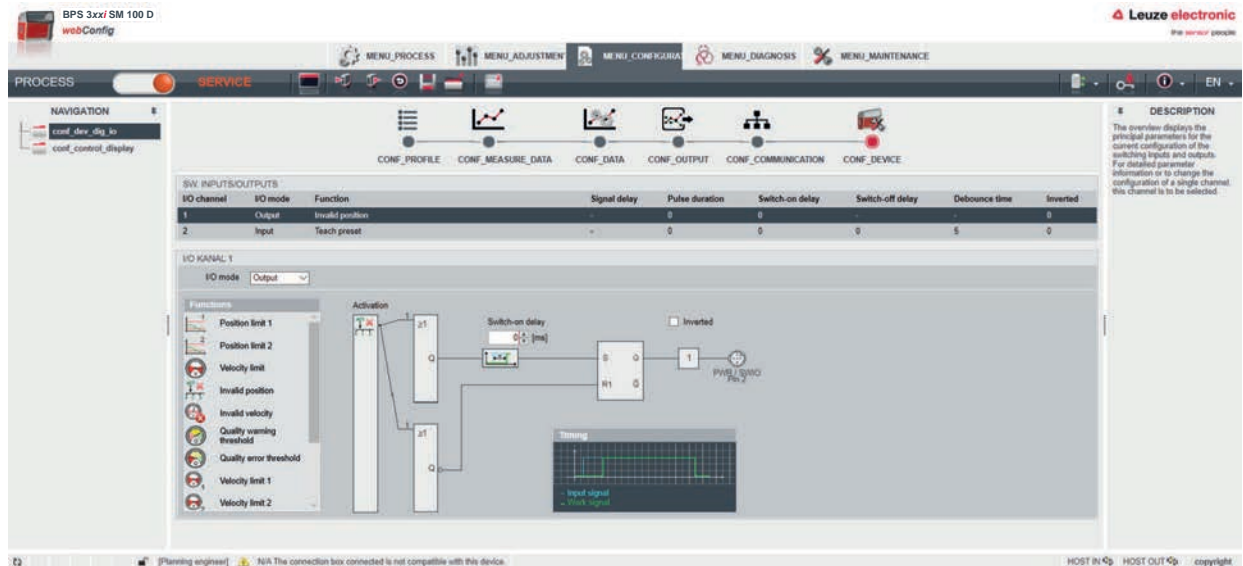 BPS 3xxi SM 100 D
webConfig
Leuze electronic
the sensor people
MENU_PROCESS MENU_ADJUSTMEN MENU_CONFIGURA MENU_DIAGNOSIS MENU_MAINTENANCE
PROCESS SERVICE EN
NAVIGATION
conf_dev_dig_io
conf_control_display
CONF_PROFILE CONF_MEASURE_DATA CONF_DATA CONF_OUTPUT CONF_COMMUNICATION CONF_DEVICE
DESCRIPTION
The overview displays the
principal parameters for the
current configuration of the
switching inputs and outputs.
For detailed parameter
information or to change the
configuration of a single channel,
this channel is to be selected.
SW. INPUTS/OUTPUTS
I/O channel I/O mode Function Signal delay Pulse duration Switch-on delay Switch-off delay Debounce time Inverted
1 Output Invalid position - 0 0 - - 0
2 Input Teach preset - 0 0 0 5 0
I/O KANAL 1
I/O mode Output
Functions
Position limit 1
Position limit 2
Velocity limit
Invalid position
Invalid velocity
Quality warning
threshold
Quality error threshold
Velocity limit 1
Velocity limit 2
Activation
1
≥1
Q
Switch-on delay
0 [ms]
S Q
R1 Q̅
Inverted
1
PWR / SWIO
Pin 2
1
≥1
Q
Timing
- Input signal
- Work signal
[Planning engineer] N/A The connection box connected is not compatible with this device.
HOST IN HOST OUT copyright